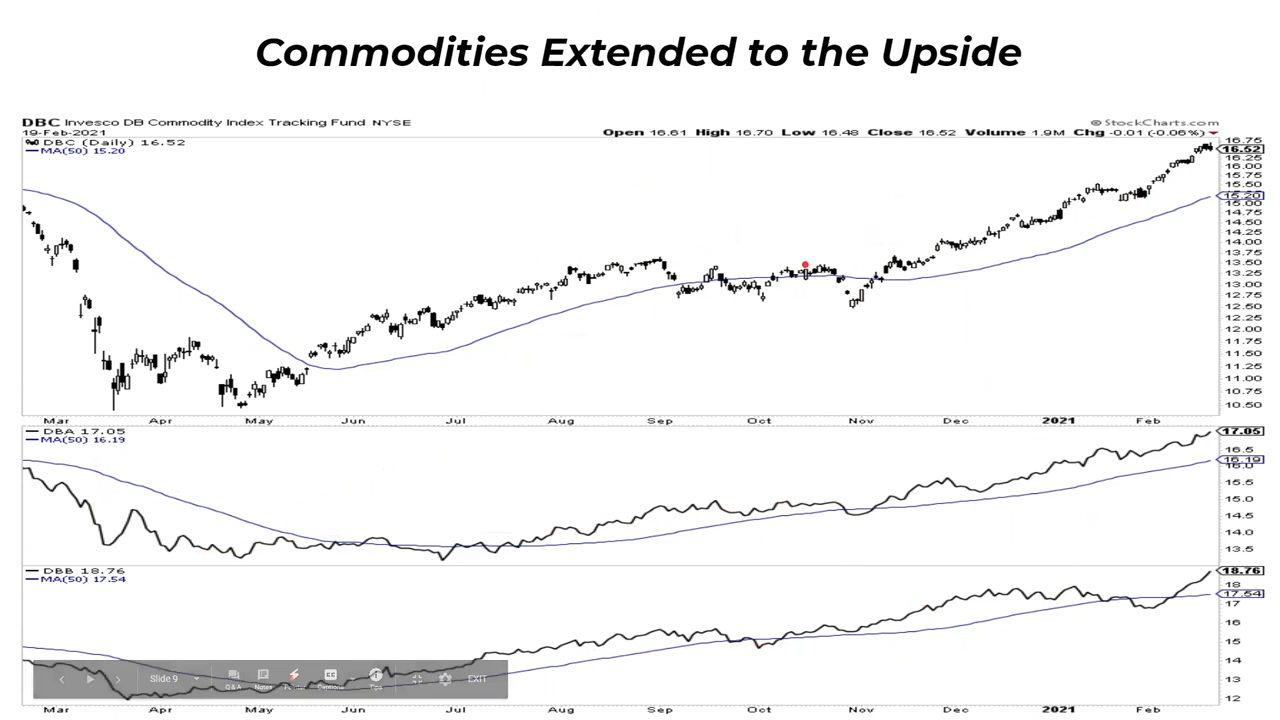 Commodities Extended to the Upside
DBC Invesco DB Commodity Index Tracking Fund NYSE
© StockCharts.com
19-Feb-2021
Open 16.61 High 16.70 Low 16.48 Close 16.52 Volume 1.9M Chg -0.01 (-0.06%)
DBC (Daily) 16.52
MA(50) 15.20
16.75
16.52
16.25
16.00
15.75
15.50
15.20
15.00
14.75
14.50
14.25
14.00
13.75
13.50
13.25
13.00
12.75
12.50
12.25
12.00
11.75
11.50
11.25
11.00
10.75
10.50
Mar Apr May Jun Jul Aug Sep Oct Nov Dec 2021 Feb
DBA 17.05
MA(50) 16.19
17.05
16.5
16.19
16.0
15.5
15.0
14.5
14.0
13.5
DBB 18.76
MA(50) 17.54
18.76
18
17.54
17
16
15
14
13
12
Slide 9
Q&A Notes Captions Tips
EXIT
Mar Apr May Jun Jul Aug Sep Oct Nov Dec 2021 Feb